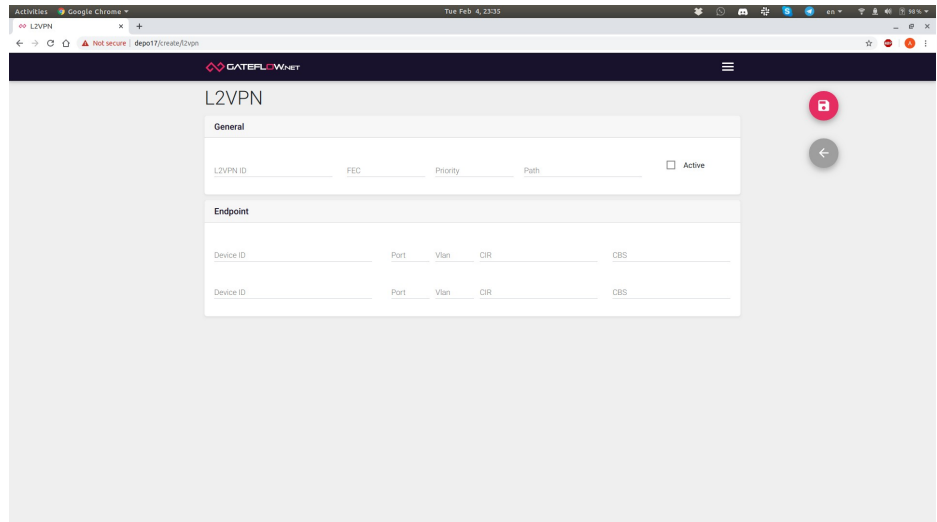 Activities Google Chrome Tue Feb 4, 23:35 en 98%
L2VPN
Not secure depo17/create/l2vpn
GATEFLOW.NET
L2VPN
General
L2VPN ID FEC Priority Path Active
Endpoint
Device ID Port Vlan CIR CBS
Device ID Port Vlan CIR CBS